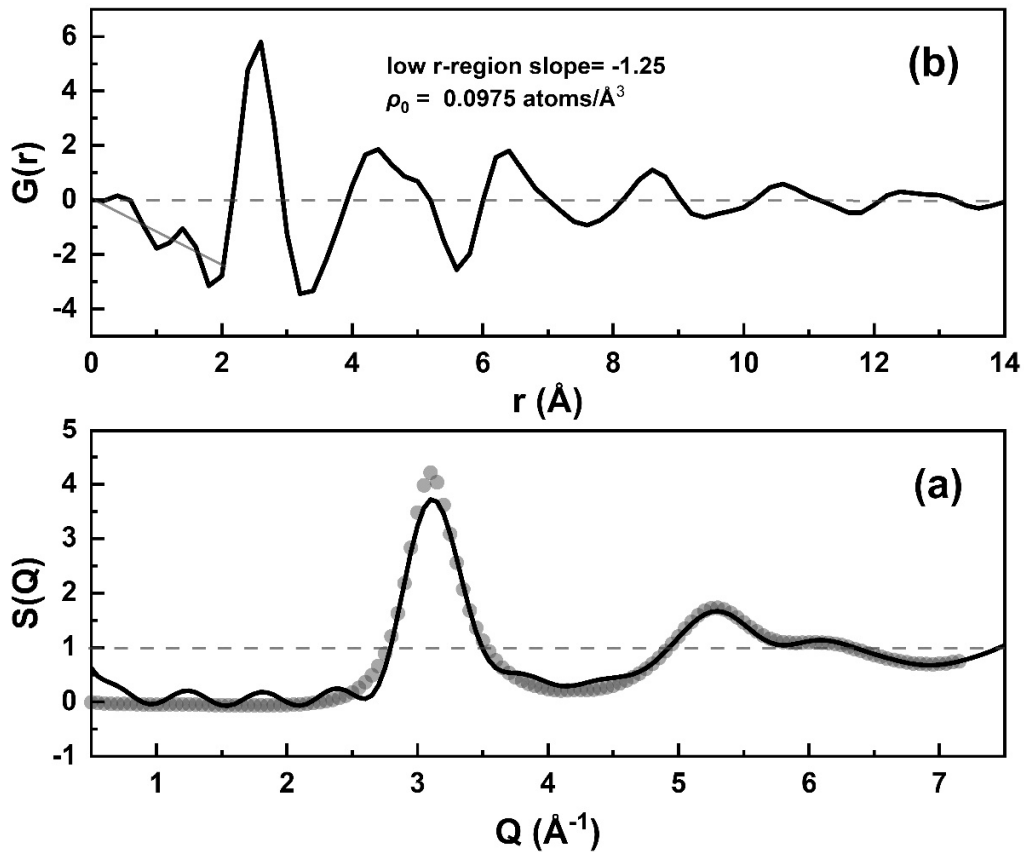 (b)
low r-region slope= -1.25
ρ₀ = 0.0975 atoms/Å³
G(r)
6
4
2
0
-2
-4
0 2 4 6 8 10 12 14
r (Å)
(a)
S(Q)
5
4
3
2
1
0
-1
1 2 3 4 5 6 7
Q (Å⁻¹)